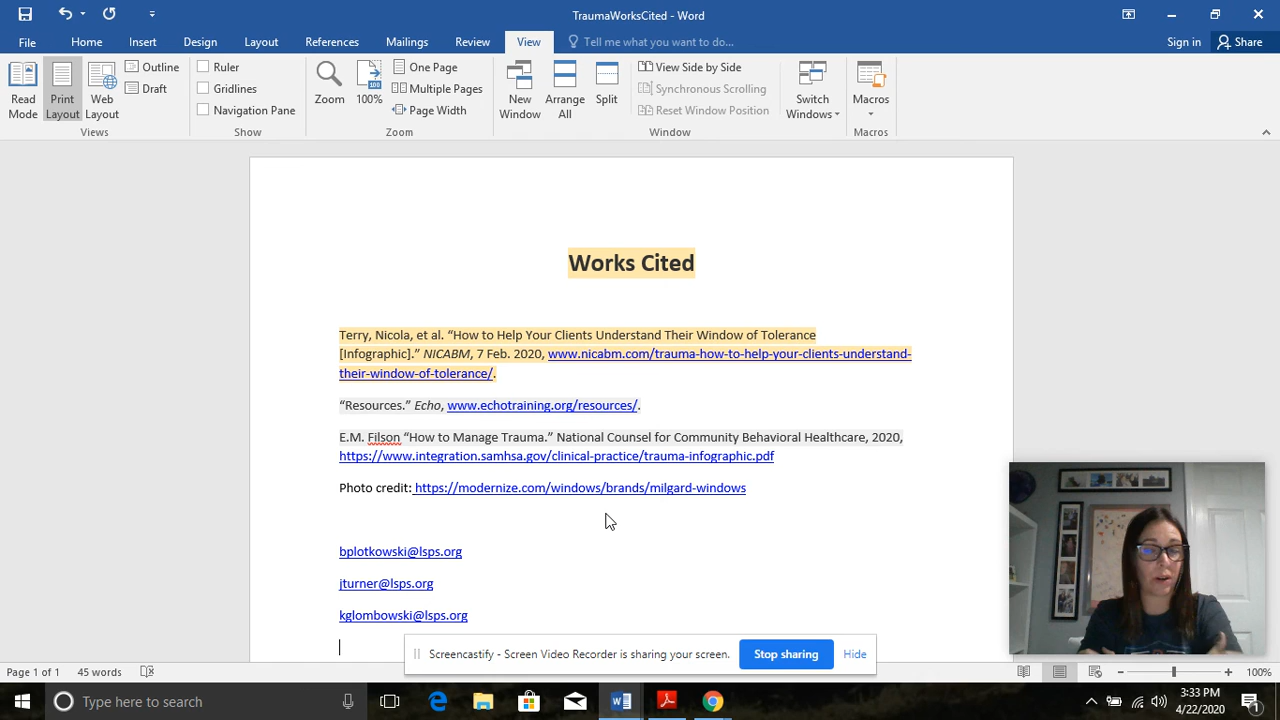 TraumaWorksCited - Word
File Home Insert Design Layout References Mailings Review View Tell me what you want to do... Sign in Share
Read Mode
Print Layout
Web Layout
Outline
Draft
Views
Ruler
Gridlines
Navigation Pane
Show
Zoom
100%
One Page
Multiple Pages
Page Width
Zoom
New Window
Arrange All
Split
View Side by Side
Synchronous Scrolling
Reset Window Position
Window
Switch Windows
Macros
Macros
Works Cited
Terry, Nicola, et al. “How to Help Your Clients Understand Their Window of Tolerance
[Infographic].” NICABM, 7 Feb. 2020, www.nicabm.com/trauma-how-to-help-your-clients-understand-
their-window-of-tolerance/.
“Resources.” Echo, www.echotraining.org/resources/.
E.M. Filson “How to Manage Trauma.” National Counsel for Community Behavioral Healthcare, 2020,
https://www.integration.samhsa.gov/clinical-practice/trauma-infographic.pdf
Photo credit: https://modernize.com/windows/brands/milgard-windows
bplotkowski@lsps.org
jturner@lsps.org
kglombowski@lsps.org
Screencastify - Screen Video Recorder is sharing your screen. Stop sharing Hide
Page 1 of 1 45 words 100%
Type here to search
3:33 PM
4/22/2020
1